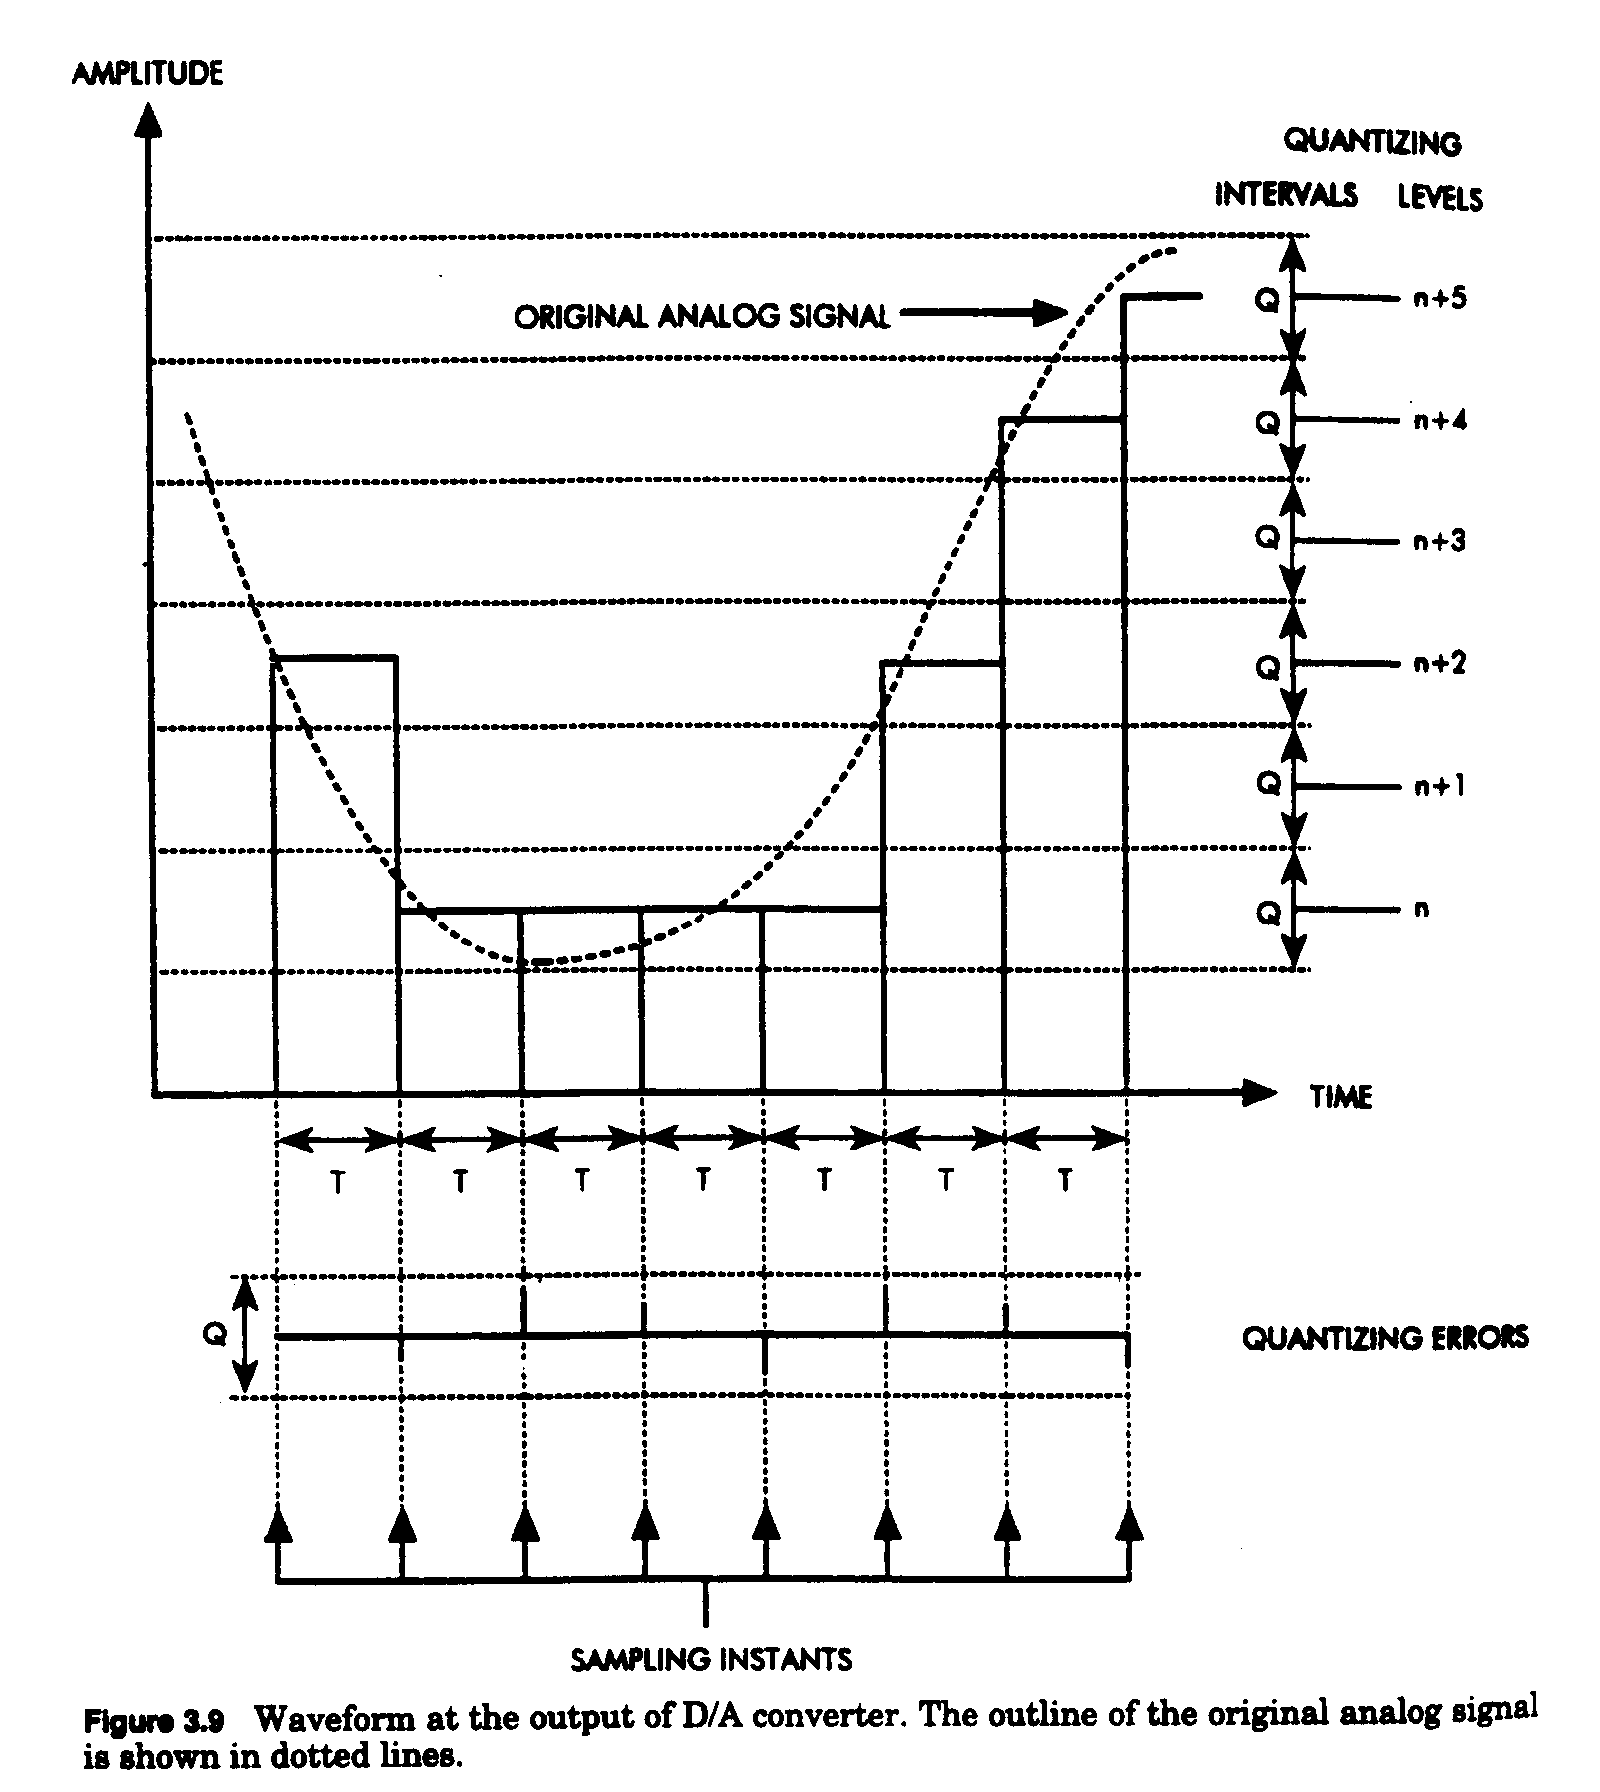 AMPLITUDE
QUANTIZING
INTERVALS LEVELS
ORIGINAL ANALOG SIGNAL
Q n+5
Q n+4
Q n+3
Q n+2
Q n+1
Q n
TIME
T T T T T T T
Q
QUANTIZING ERRORS
SAMPLING INSTANTS
Figure 3.9 Waveform at the output of D/A converter. The outline of the original analog signal
is shown in dotted lines.